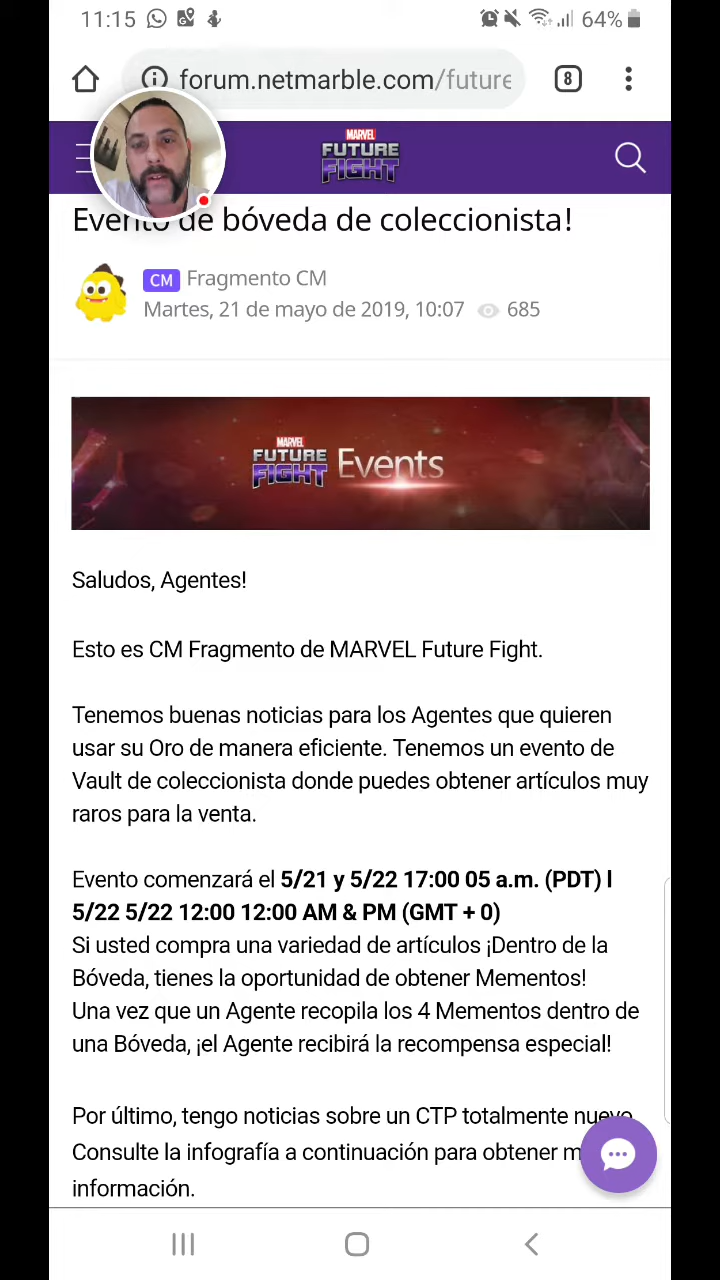 11:15
64%
8
forum.netmarble.com/future
MARVEL
FUTURE
FIGHT
Evento de bóveda de coleccionista!
CM Fragmento CM
Martes, 21 de mayo de 2019, 10:07 685
MARVEL
FUTURE
FIGHT Events
Saludos, Agentes!
Esto es CM Fragmento de MARVEL Future Fight.
Tenemos buenas noticias para los Agentes que quieren
usar su Oro de manera eficiente. Tenemos un evento de
Vault de coleccionista donde puedes obtener artículos muy
raros para la venta.
Evento comenzará el 5/21 y 5/22 17:00 05 a.m. (PDT) l
5/22 5/22 12:00 12:00 AM & PM (GMT + 0)
Si usted compra una variedad de artículos ¡Dentro de la
Bóveda, tienes la oportunidad de obtener Mementos!
Una vez que un Agente recopila los 4 Mementos dentro de
una Bóveda, ¡el Agente recibirá la recompensa especial!
Por último, tengo noticias sobre un CTP totalmente nuevo.
Consulte la infografía a continuación para obtener m
información.